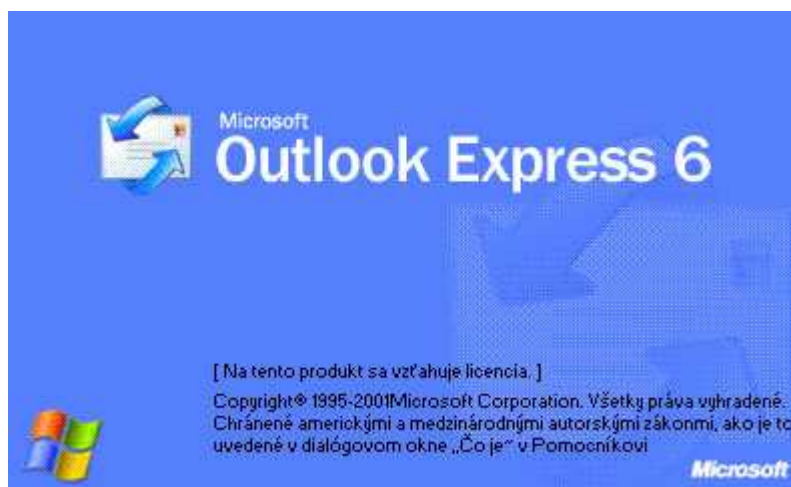 Microsoft
Outlook Express 6
[ Na tento produkt sa vzťahuje licencia. ]
Copyright® 1995-2001Microsoft Corporation. Všetky práva vyhradené.
Chránené americkými a medzinárodnými autorskými zákonmi, ako je to
uvedené v dialógovom okne „Čo je“ v Pomocníkovi
Microsoft